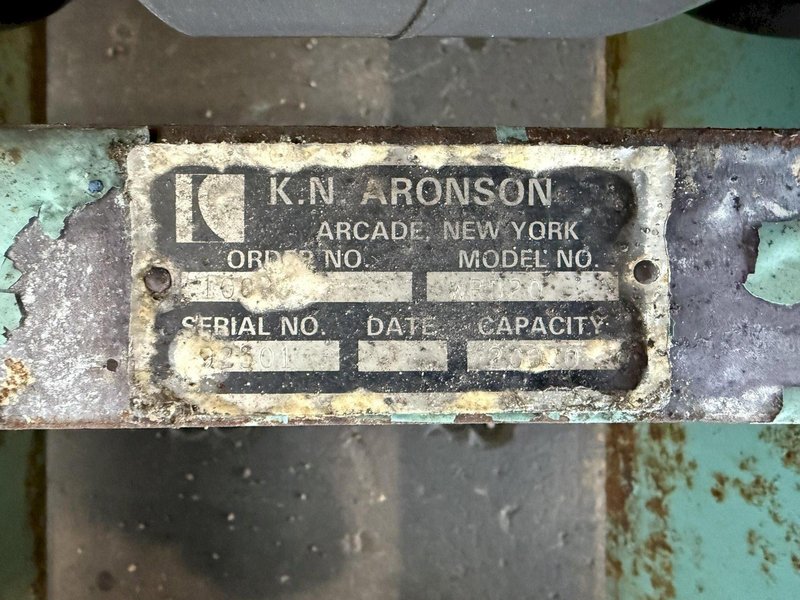 K.N. ARONSON
ARCADE, NEW YORK
ORDER NO. MODEL NO.
SERIAL NO. DATE CAPACITY